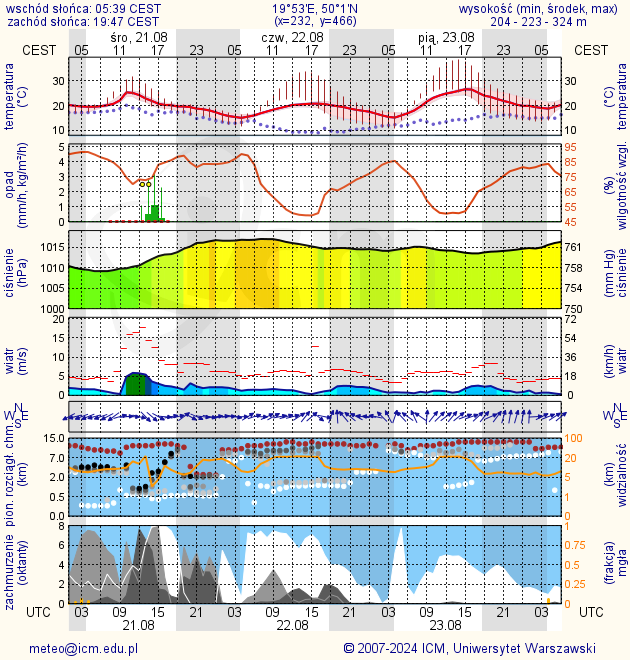 wschód słońca: 05:39 CEST 19°53'E, 50°1'N wysokość (min, środek, max)
zachód słońca: 19:47 CEST (x=232, y=466) 204 - 223 - 324 m
śro, 21.08 czw, 22.08 pią, 23.08
CEST 05 11 17 23 05 11 17 23 05 11 17 23 05 CEST
temperatura (°C)
30
20
10
30
20
10
(°C)
temperatura
opad (mm/h, kg/m²/h)
5
4
3
2
1
0
95
85
75
65
55
45
(%)
wilgotność wzgl.
ciśnienie (hPa)
1015
1010
1005
1000
761
758
754
750
(mm Hg)
ciśnienie
wiatr (m/s)
20
15
10
5
0
72
54
36
18
0
(km/h)
wiatr
N
W E
S
N
W E
S
pion. rozciągł. chm. (km)
15.0
7.0
2.0
0.5
0.0
100
20
5
1
0
(km)
widzialność
zachmurzenie (oktanty)
8
6
4
2
0
1
0.75
0.5
0.25
0
(frakcja)
mgła
UTC 03 09 15 21 03 09 15 21 03 09 15 21 03 UTC
21.08 22.08 23.08
meteo@icm.edu.pl © 2007-2024 ICM, Uniwersytet Warszawski